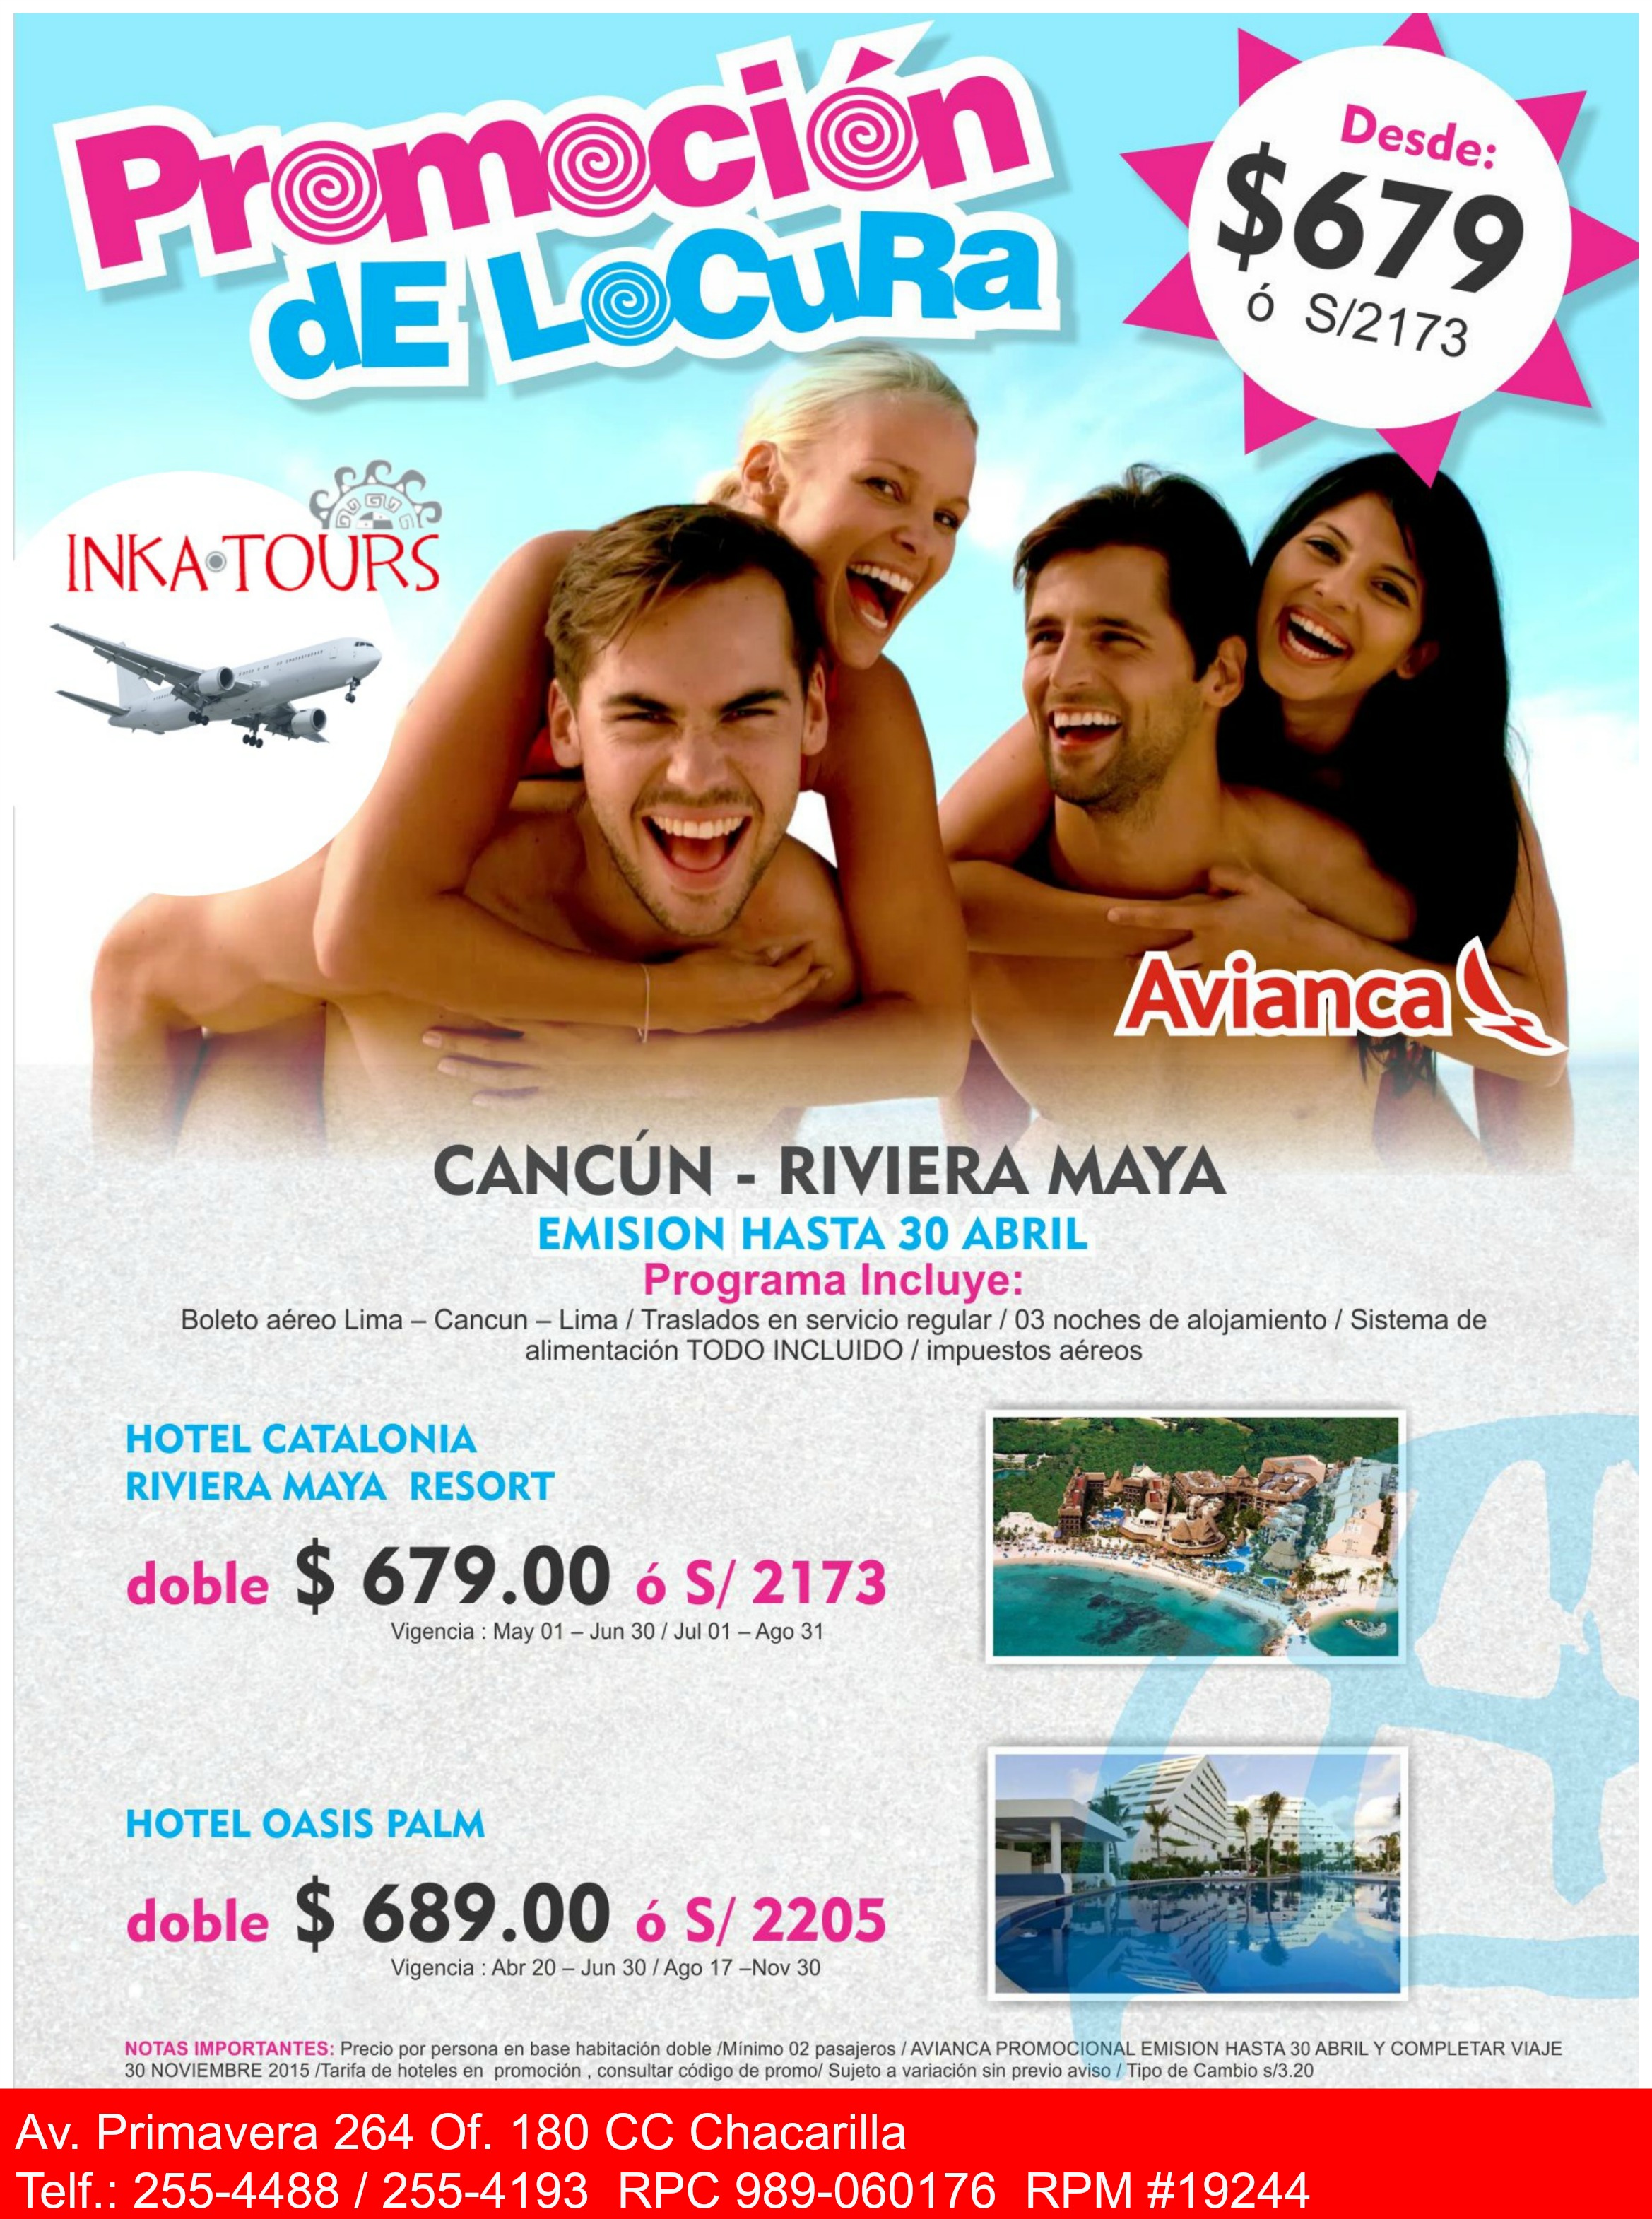 Promoción
dE LoCuRa
Desde:
$679
ó S/2173
INKA TOURS
Avianca
CANCÚN - RIVIERA MAYA
EMISION HASTA 30 ABRIL
Programa Incluye:
Boleto aéreo Lima – Cancun – Lima / Traslados en servicio regular / 03 noches de alojamiento / Sistema de
alimentación TODO INCLUIDO / impuestos aéreos
HOTEL CATALONIA
RIVIERA MAYA RESORT
doble $ 679.00 ó S/ 2173
Vigencia : May 01 – Jun 30 / Jul 01 – Ago 31
HOTEL OASIS PALM
doble $ 689.00 ó S/ 2205
Vigencia : Abr 20 – Jun 30 / Ago 17 –Nov 30
NOTAS IMPORTANTES: Precio por persona en base habitación doble /Mínimo 02 pasajeros / AVIANCA PROMOCIONAL EMISION HASTA 30 ABRIL Y COMPLETAR VIAJE
30 NOVIEMBRE 2015 /Tarifa de hoteles en promoción , consultar código de promo/ Sujeto a variación sin previo aviso / Tipo de Cambio s/3.20
Av. Primavera 264 Of. 180 CC Chacarilla
Telf.: 255-4488 / 255-4193 RPC 989-060176 RPM #19244